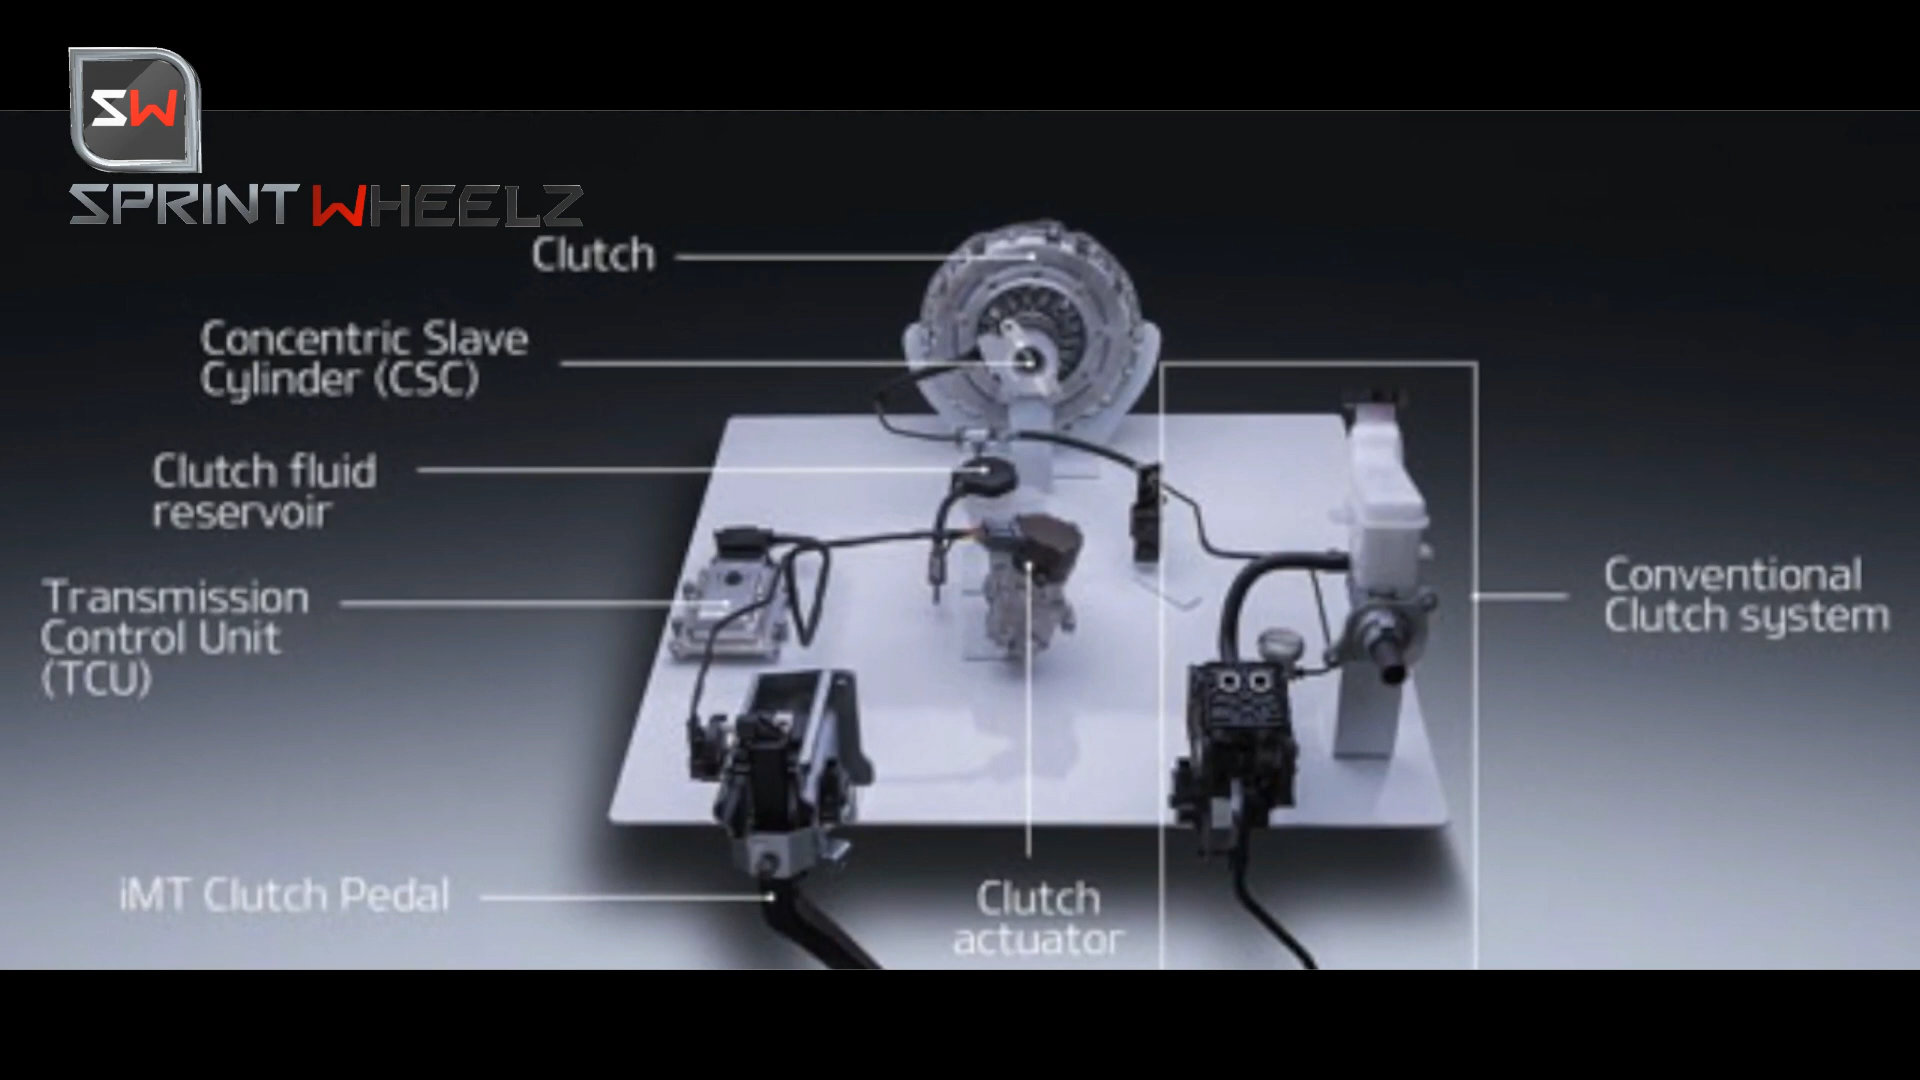 SW
SPRINT WHEELZ
Clutch
Concentric Slave
Cylinder (CSC)
Clutch fluid
reservoir
Transmission
Control Unit
(TCU)
iMT Clutch Pedal
Clutch
actuator
Conventional
Clutch system